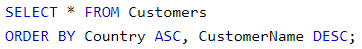 SELECT * FROM Customers
ORDER BY Country ASC, CustomerName DESC;